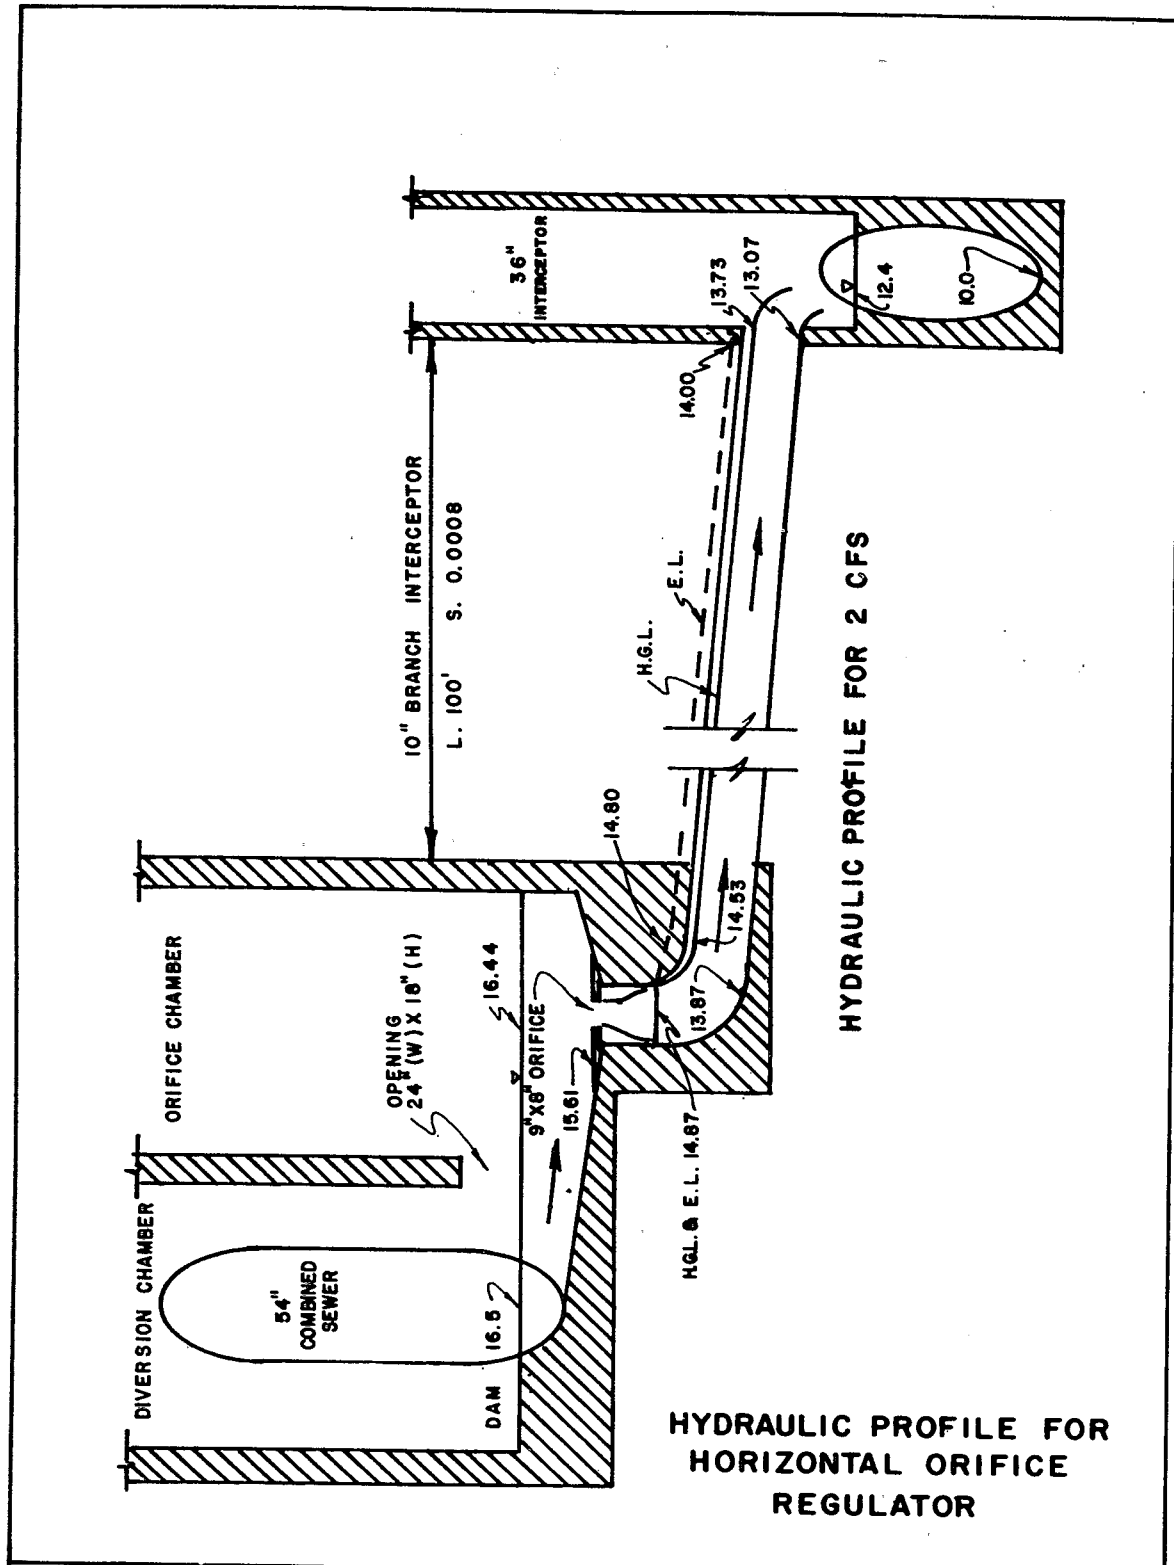 DIVERSION CHAMBER
ORIFICE CHAMBER
54"
COMBINED
SEWER
DAM 16.5
OPENING
24"(W) X 18"(H)
16.44
9"X8" ORIFICE
15.61
H.G.L. & E.L. 14.87
13.87
14.53
14.80
10" BRANCH INTERCEPTOR
L. 100' S. 0.0008
H.G.L.
E.L.
14.00
36"
INTERCEPTOR
13.73
13.07
12.4
10.0
HYDRAULIC PROFILE FOR 2 CFS
HYDRAULIC PROFILE FOR
HORIZONTAL ORIFICE
REGULATOR